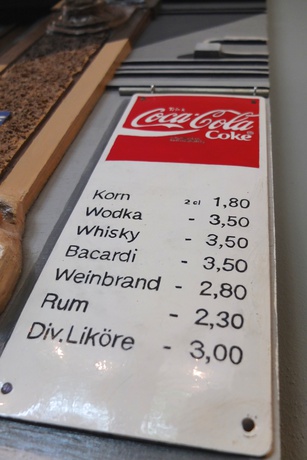 Trink
Coca-Cola
Coke
Korn 2 cl 1,80
Wodka - 3,50
Whisky - 3,50
Bacardi - 3,50
Weinbrand - 2,80
Rum - 2,30
Div.Liköre - 3,00